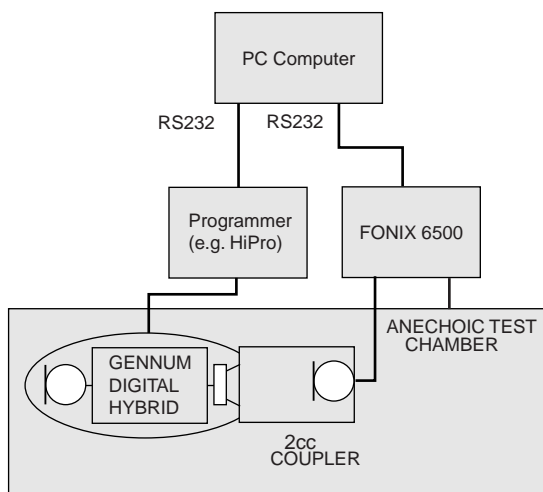 PC Computer
RS232
RS232
Programmer
(e.g. HiPro)
FONIX 6500
ANECHOIC TEST
CHAMBER
GENNUM
DIGITAL
HYBRID
2cc
COUPLER